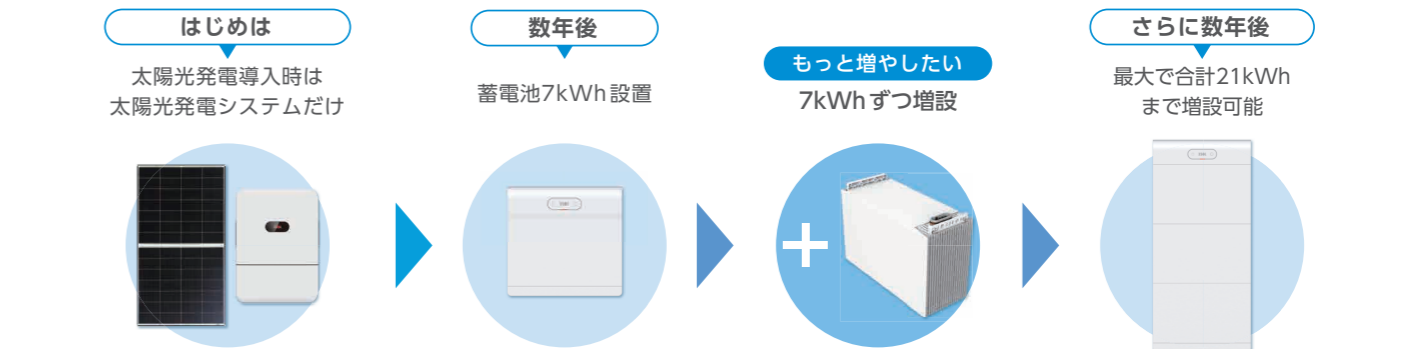 はじめは
太陽光発電導入時は
太陽光発電システムだけ
数年後
蓄電池7kWh設置
もっと増やしたい
7kWhずつ増設
さらに数年後
最大で合計21kWh
まで増設可能